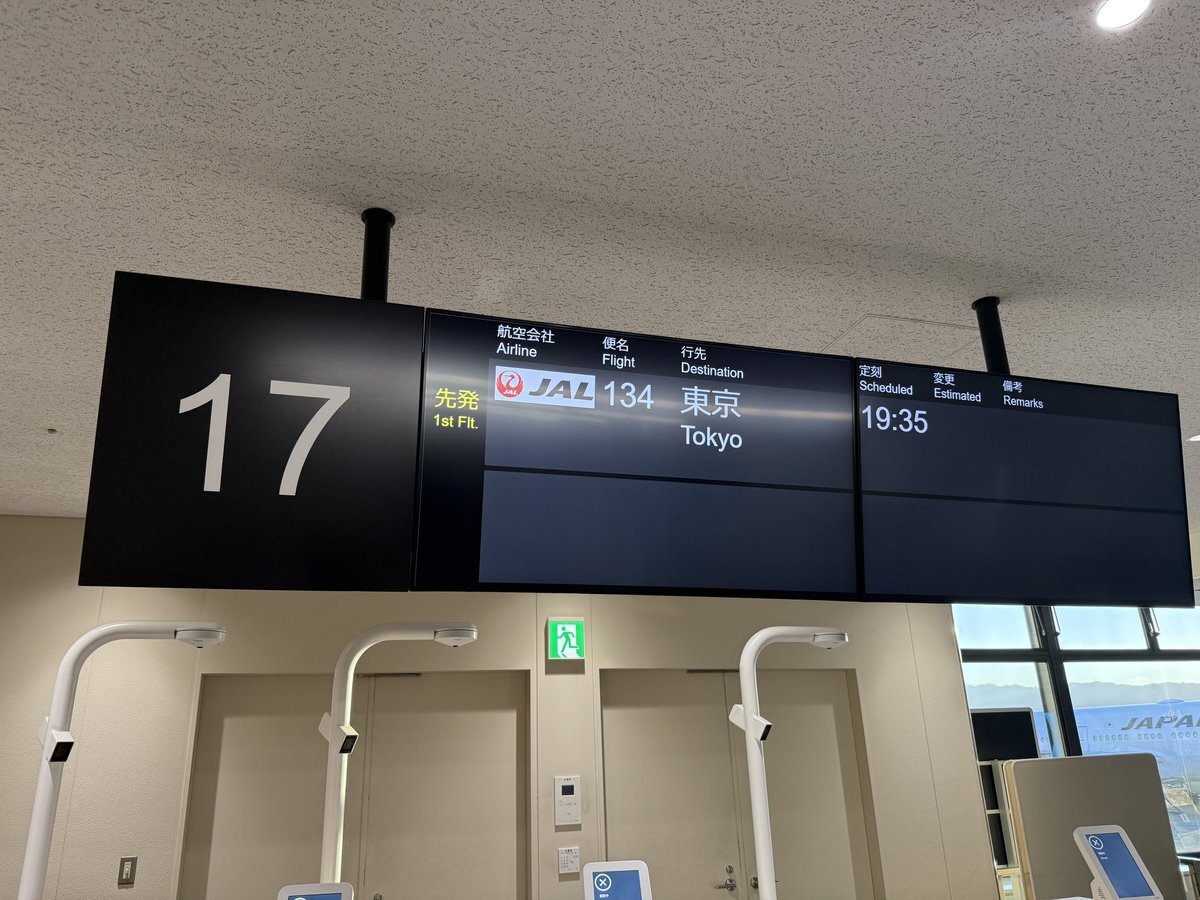 17
先発
1st Flt.
航空会社
Airline
便名
Flight
行先
Destination
JAL
JAL
134
東京
Tokyo
定刻
Scheduled
変更
Estimated
備考
Remarks
19:35
JAPA